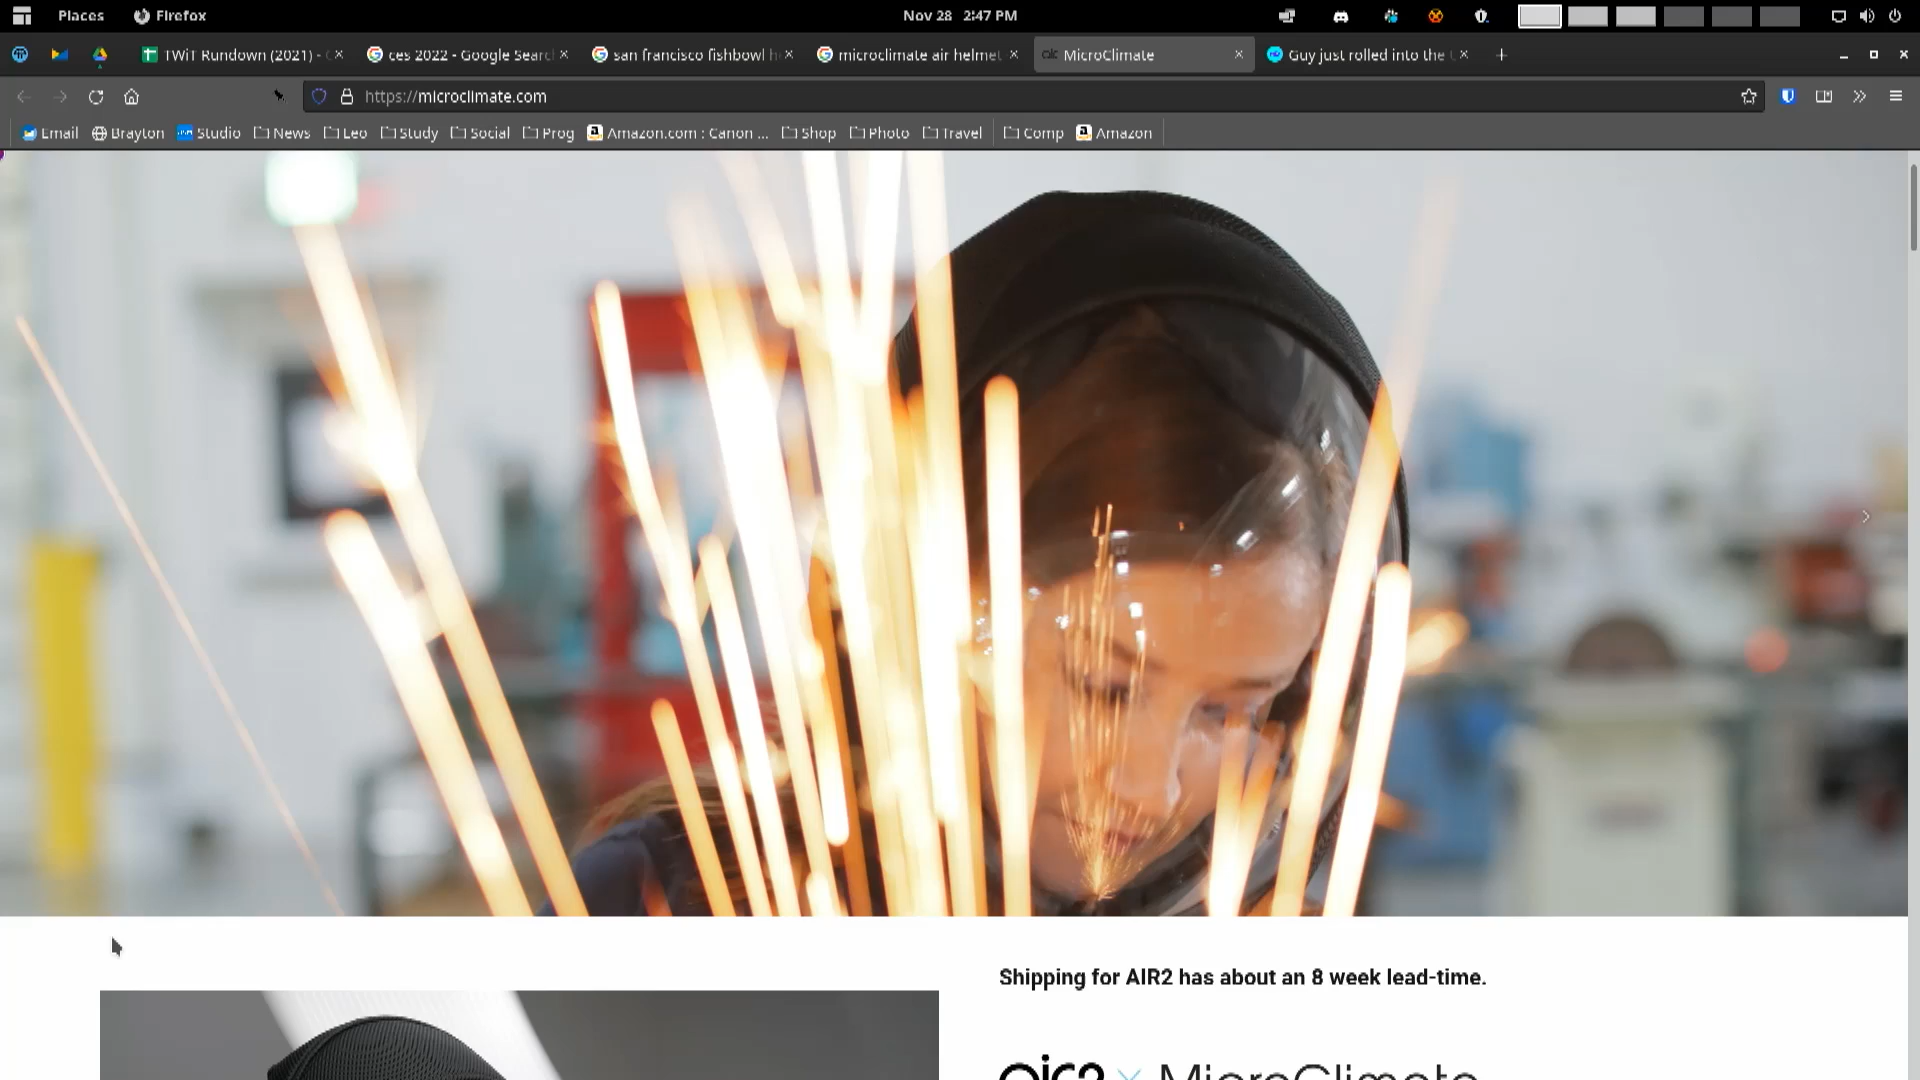 Places Firefox Nov 28 2:47 PM
TWiT Rundown (2021) - ces 2022 - Google Search san francisco fishbowl h microclimate air helmet MicroClimate Guy just rolled into the
https://microclimate.com
Email Brayton Studio News Leo Study Social Prog Amazon.com : Canon ... Shop Photo Travel Comp Amazon
Shipping for AIR2 has about an 8 week lead-time.
air2 × MicroClimate